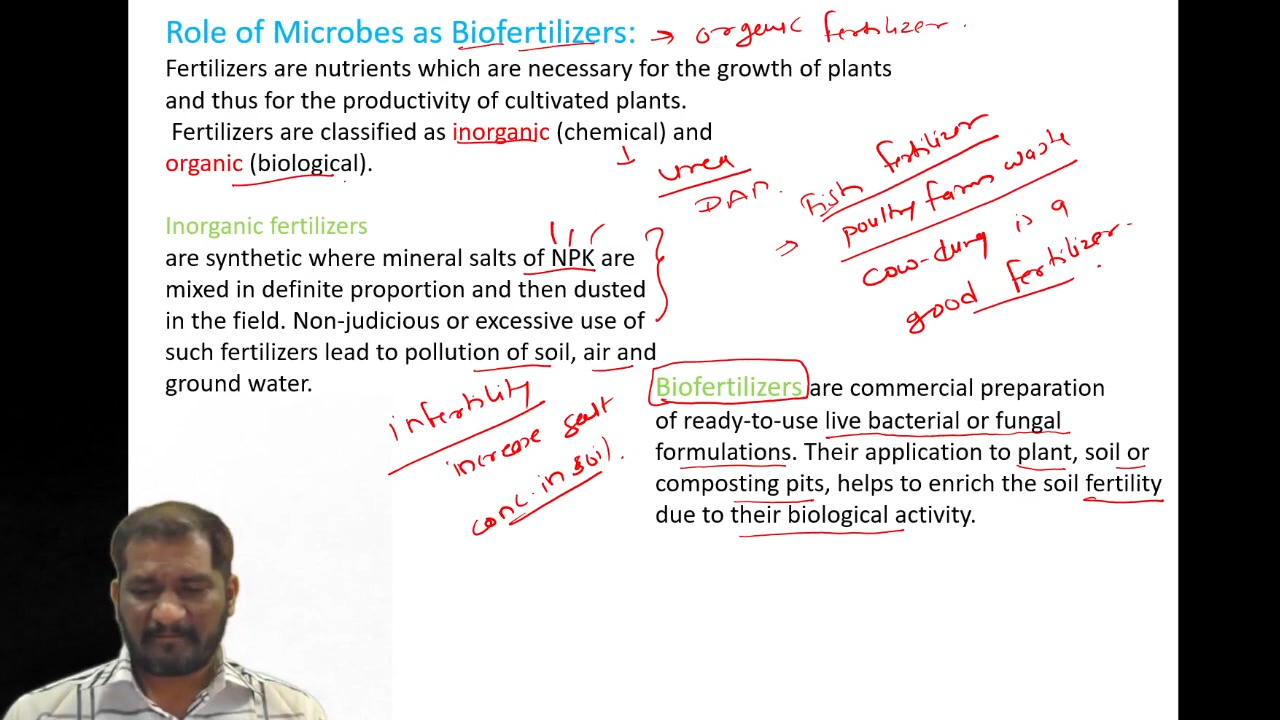 Role of Microbes as Biofertilizers: → organic fertilizer.
Fertilizers are nutrients which are necessary for the growth of plants
and thus for the productivity of cultivated plants.
Fertilizers are classified as inorganic (chemical) and
organic (biological).
urea
DAP.
Fish fertilizer
poultry farms waste
cow-dung is a
good fertilizer.
Inorganic fertilizers
are synthetic where mineral salts of NPK are
mixed in definite proportion and then dusted
in the field. Non-judicious or excessive use of
such fertilizers lead to pollution of soil, air and
ground water.
infertility
increase salt
conc. in soil.
Biofertilizers are commercial preparation
of ready-to-use live bacterial or fungal
formulations. Their application to plant, soil or
composting pits, helps to enrich the soil fertility
due to their biological activity.